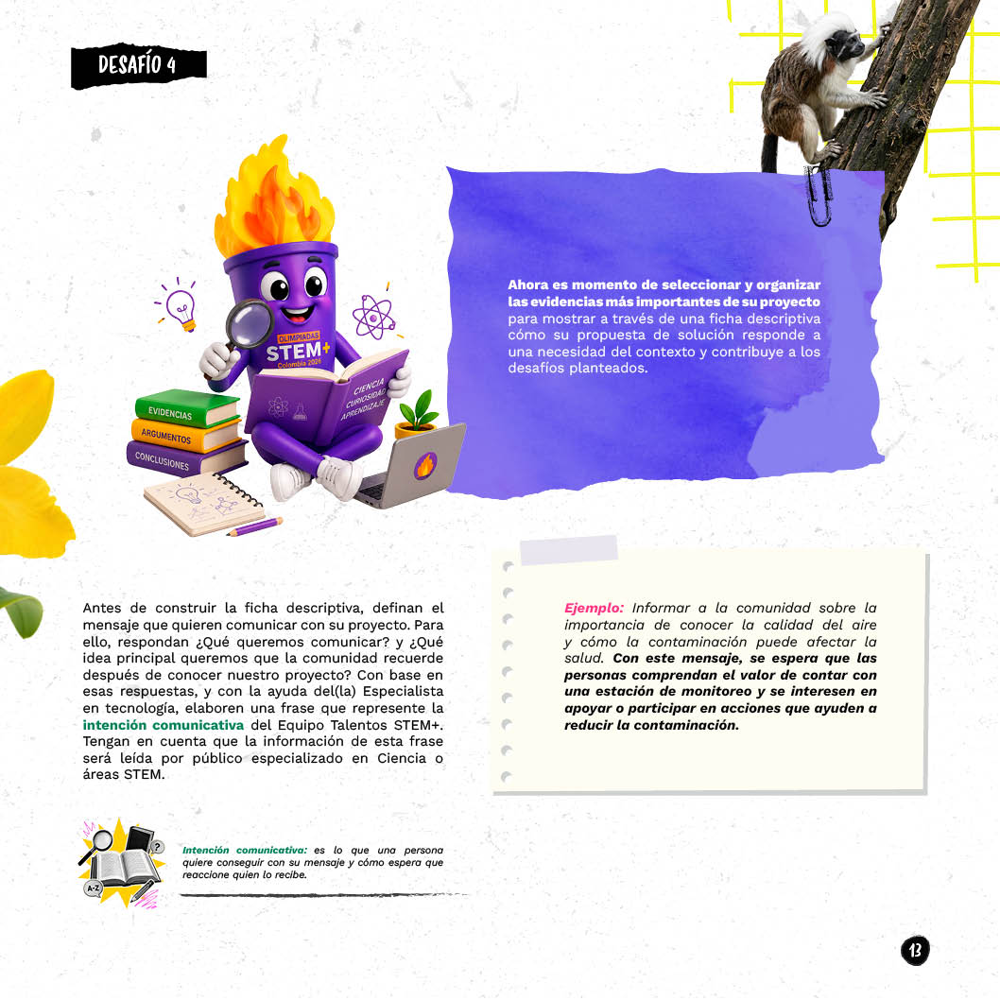 DESAFÍO 4
Ahora es momento de seleccionar y organizar
las evidencias más importantes de su proyecto
para mostrar a través de una ficha descriptiva
cómo su propuesta de solución responde a
una necesidad del contexto y contribuye a los
desafíos planteados.
OLIMPIADAS
STEM+
Colombia 2026
CIENCIA
CURIOSIDAD
APRENDIZAJE
EVIDENCIAS
ARGUMENTOS
CONCLUSIONES
Antes de construir la ficha descriptiva, definan el
mensaje que quieren comunicar con su proyecto. Para
ello, respondan ¿Qué queremos comunicar? y ¿Qué
idea principal queremos que la comunidad recuerde
después de conocer nuestro proyecto? Con base en
esas respuestas, y con la ayuda del(la) Especialista
en tecnología, elaboren una frase que represente la
intención comunicativa del Equipo Talentos STEM+.
Tengan en cuenta que la información de esta frase
será leída por público especializado en Ciencia o
áreas STEM.
Ejemplo: Informar a la comunidad sobre la
importancia de conocer la calidad del aire
y cómo la contaminación puede afectar la
salud. Con este mensaje, se espera que las
personas comprendan el valor de contar con
una estación de monitoreo y se interesen en
apoyar o participar en acciones que ayuden a
reducir la contaminación.
?
A-Z
Intención comunicativa: es lo que una persona
quiere conseguir con su mensaje y cómo espera que
reaccione quien lo recibe.
13